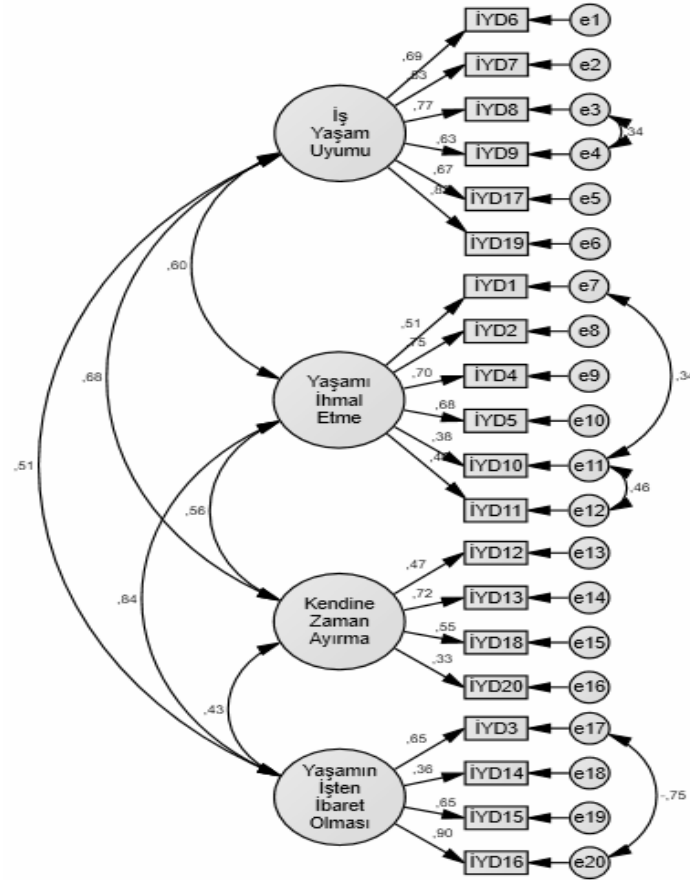 İYD6 e1
,69
İYD7 e2
İş
Yaşam
Uyumu
,77
İYD8 e3
,34
,63
İYD9 e4
,67
İYD17 e5
İYD19 e6
,60
İYD1 e7
,51
İYD2 e8
,75
Yaşamı
İhmal
Etme
,70
İYD4 e9
,68
İYD5 e10
,38
İYD10 e11
,46
İYD11 e12
,68
,51
,56
İYD12 e13
,47
Kendine
Zaman
Ayırma
,72
İYD13 e14
,55
İYD18 e15
,33
İYD20 e16
,84
,43
İYD3 e17
,65
Yaşamın
İşten
İbaret
Olması
,36
İYD14 e18
-,75
,65
İYD15 e19
,90
İYD16 e20